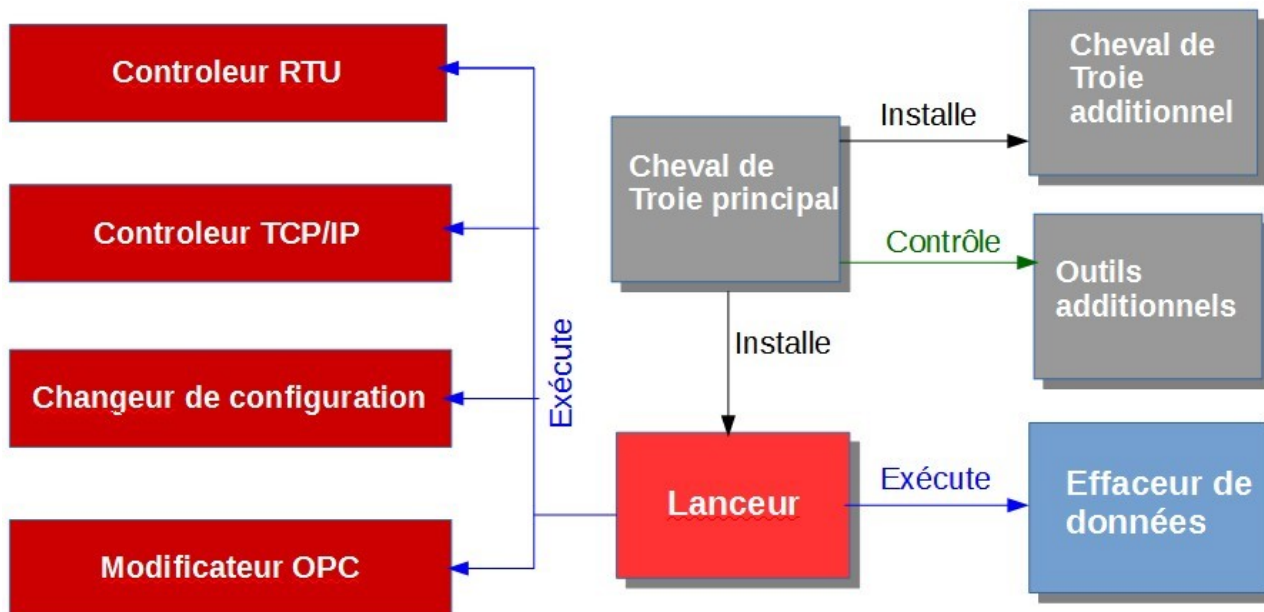 Controleur RTU
Controleur TCP/IP
Changeur de configuration
Modificateur OPC
Exécute
Cheval de
Troie principal
Installe
Cheval de
Troie
additionnel
Contrôle
Outils
additionnels
Installe
Lanceur
Exécute
Effaceur de
données